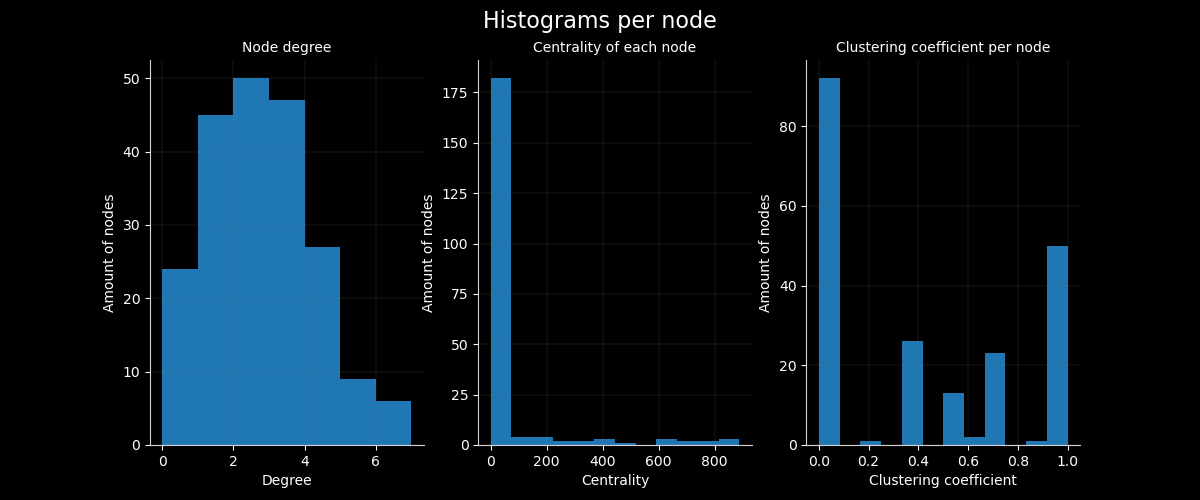 Histograms per node
Node degree
Amount of nodes
50
40
30
20
10
0
0 2 4 6
Degree
Centrality of each node
Amount of nodes
175
150
125
100
75
50
25
0
0 200 400 600 800
Centrality
Clustering coefficient per node
Amount of nodes
80
60
40
20
0
0.0 0.2 0.4 0.6 0.8 1.0
Clustering coefficient